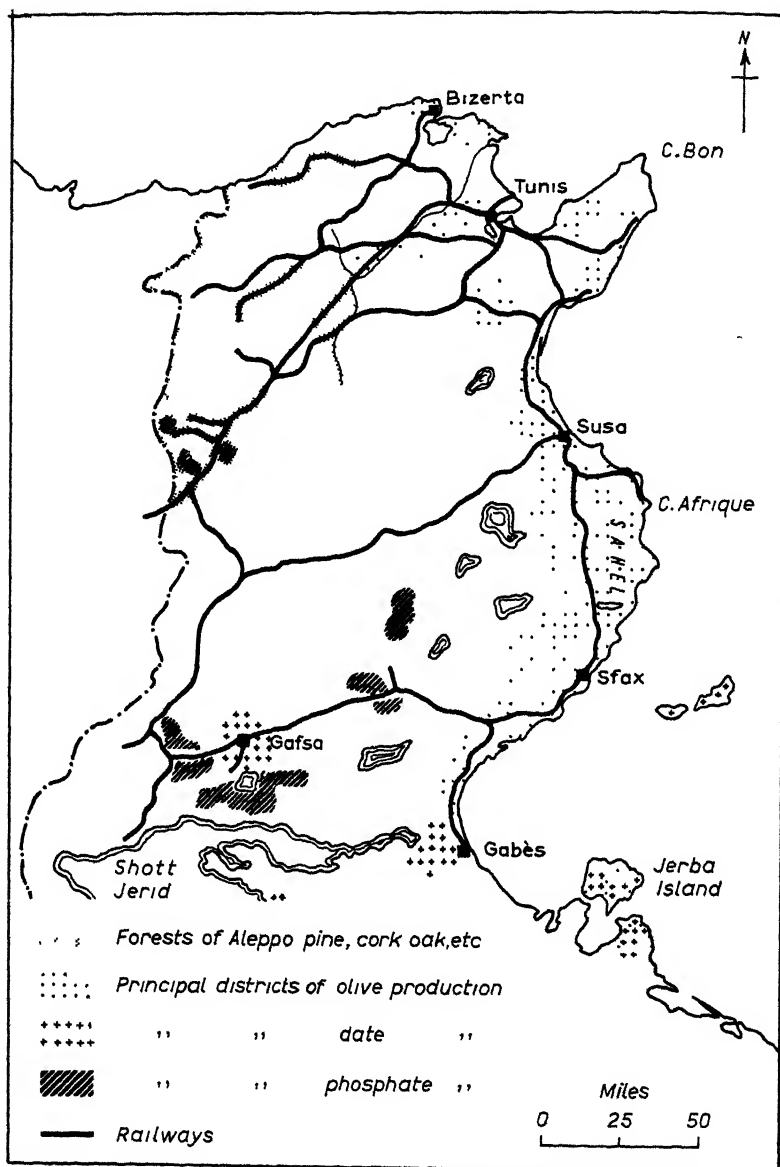 N
Bizerta
C. Bon
Tunis
Susa
C. Afrique
SAHEL
Sfax
Gafsa
Gabès
Shott
Jerid
Jerba
Island
Forests of Aleppo pine, cork oak, etc
Principal districts of olive production
,, ,, date ,,
,, ,, phosphate ,,
Railways
Miles
0 25 50